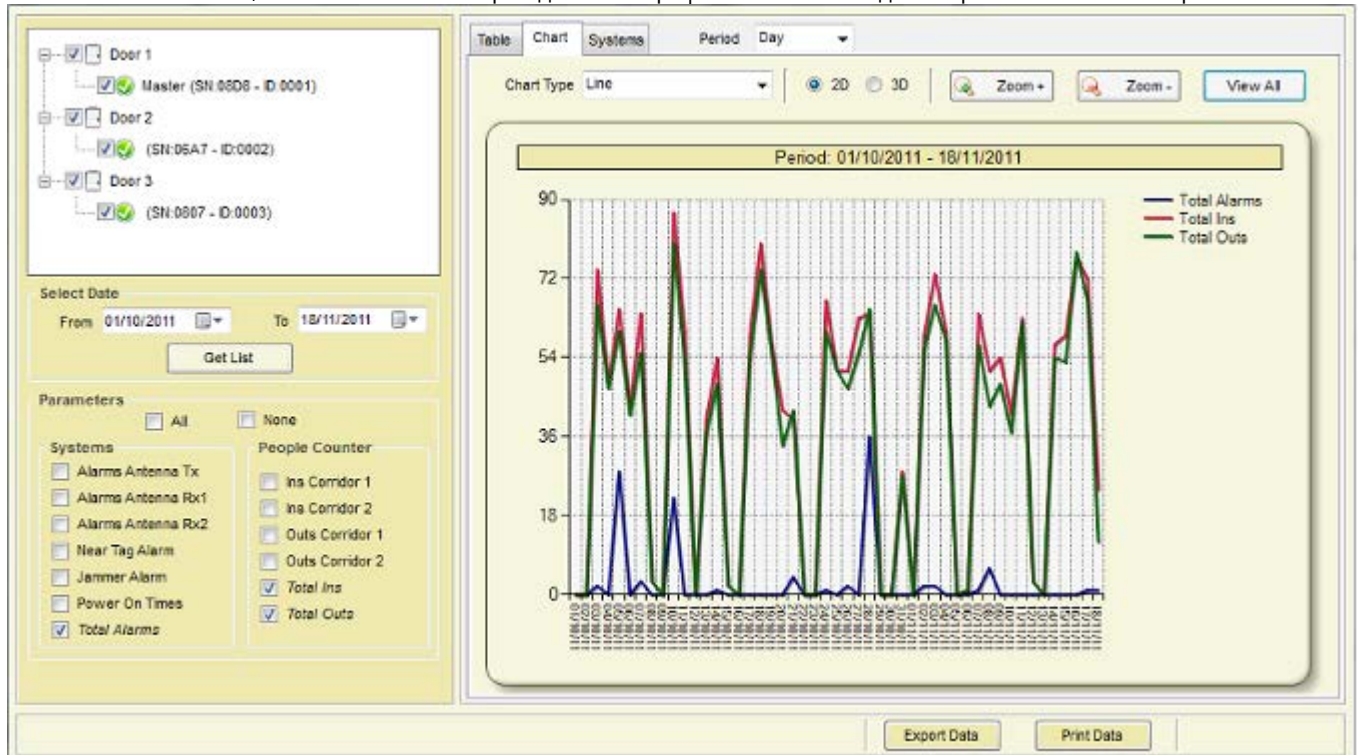 Door 1
Master (SN:08D8 - ID:0001)
Door 2
(SN:06A7 - ID:0002)
Door 3
(SN:0807 - ID:0003)
Select Date
From 01/10/2011 To 18/11/2011
Get List
Parameters
All None
Systems
Alarms Antenna Tx
Alarms Antenna Rx1
Alarms Antenna Rx2
Near Tag Alarm
Jammer Alarm
Power On Times
Total Alarms
People Counter
Ins Corridor 1
Ins Corridor 2
Outs Corridor 1
Outs Corridor 2
Total Ins
Total Outs
Table Chart Systems Period Day
Chart Type Line 2D 3D Zoom + Zoom - View All
Period: 01/10/2011 - 18/11/2011
90
72
54
36
18
0
Total Alarms
Total Ins
Total Outs
Export Data Print Data